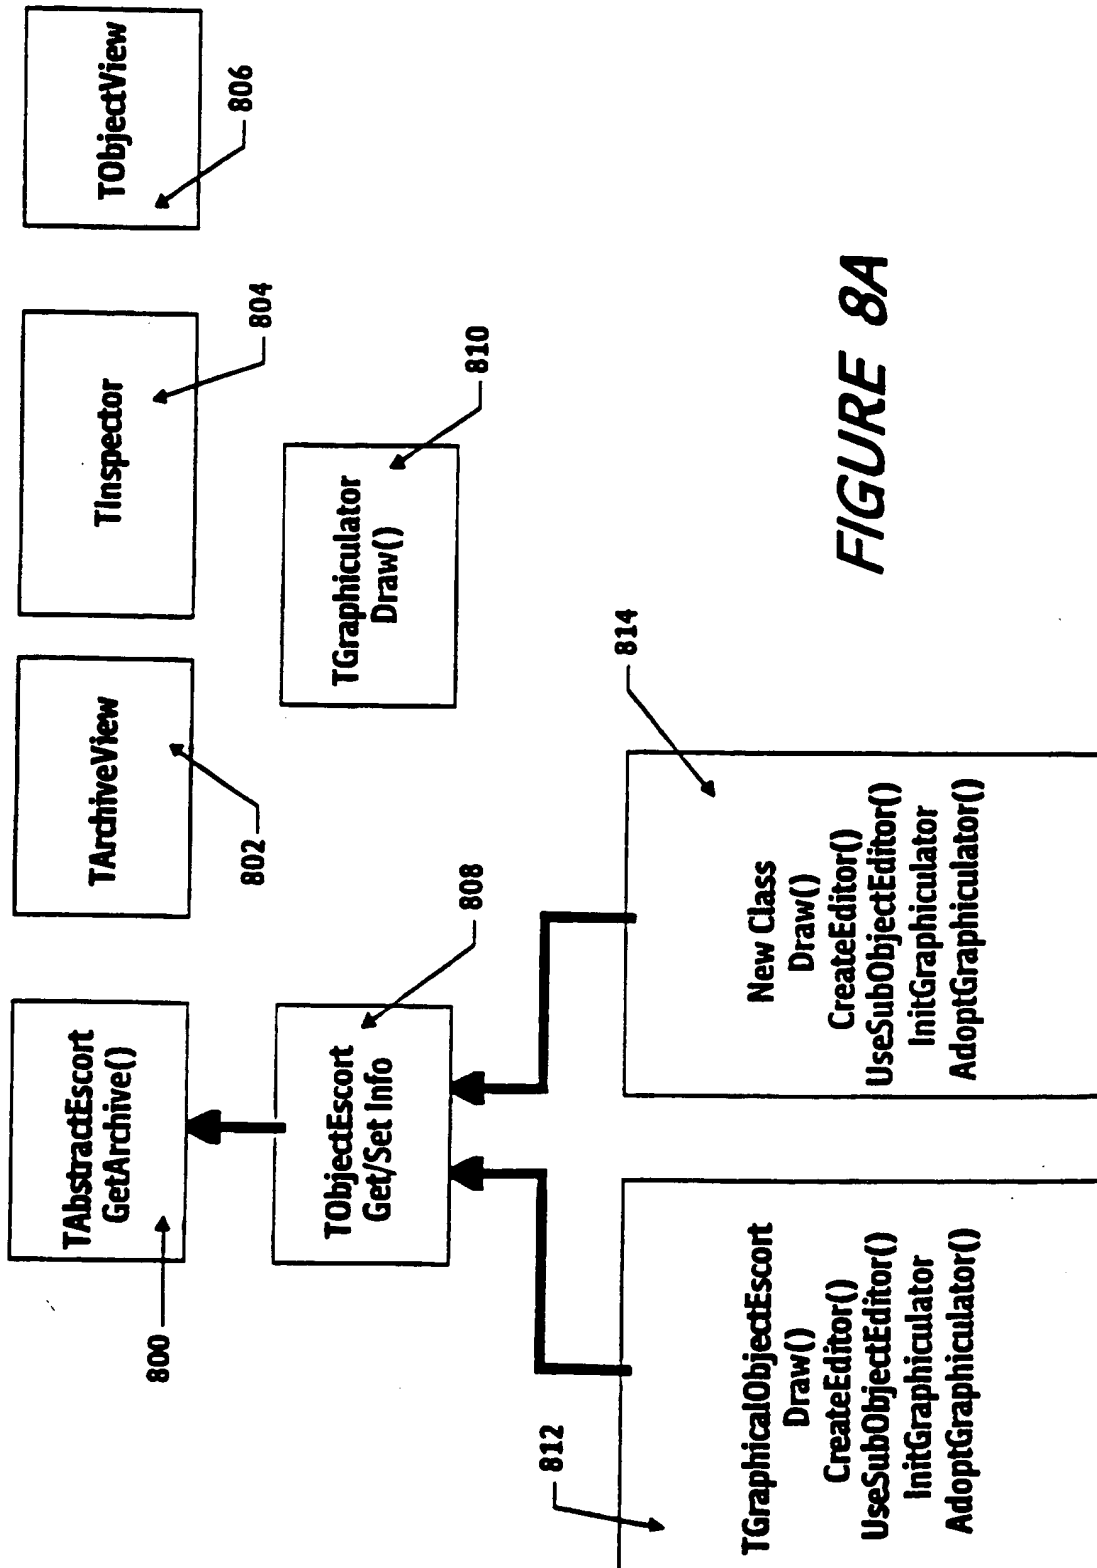 TAbstractEscort
GetArchive()
800
TArchiveView
802
TInspector
804
TObjectView
806
TObjectEscort
Get/Set Info
808
TGraphiculator
Draw()
810
TGraphicalObjectEscort
Draw()
CreateEditor()
UseSubObjectEditor()
InitGraphiculator
AdoptGraphiculator()
812
New Class
Draw()
CreateEditor()
UseSubObjectEditor()
InitGraphiculator
AdoptGraphiculator()
814
FIGURE 8A